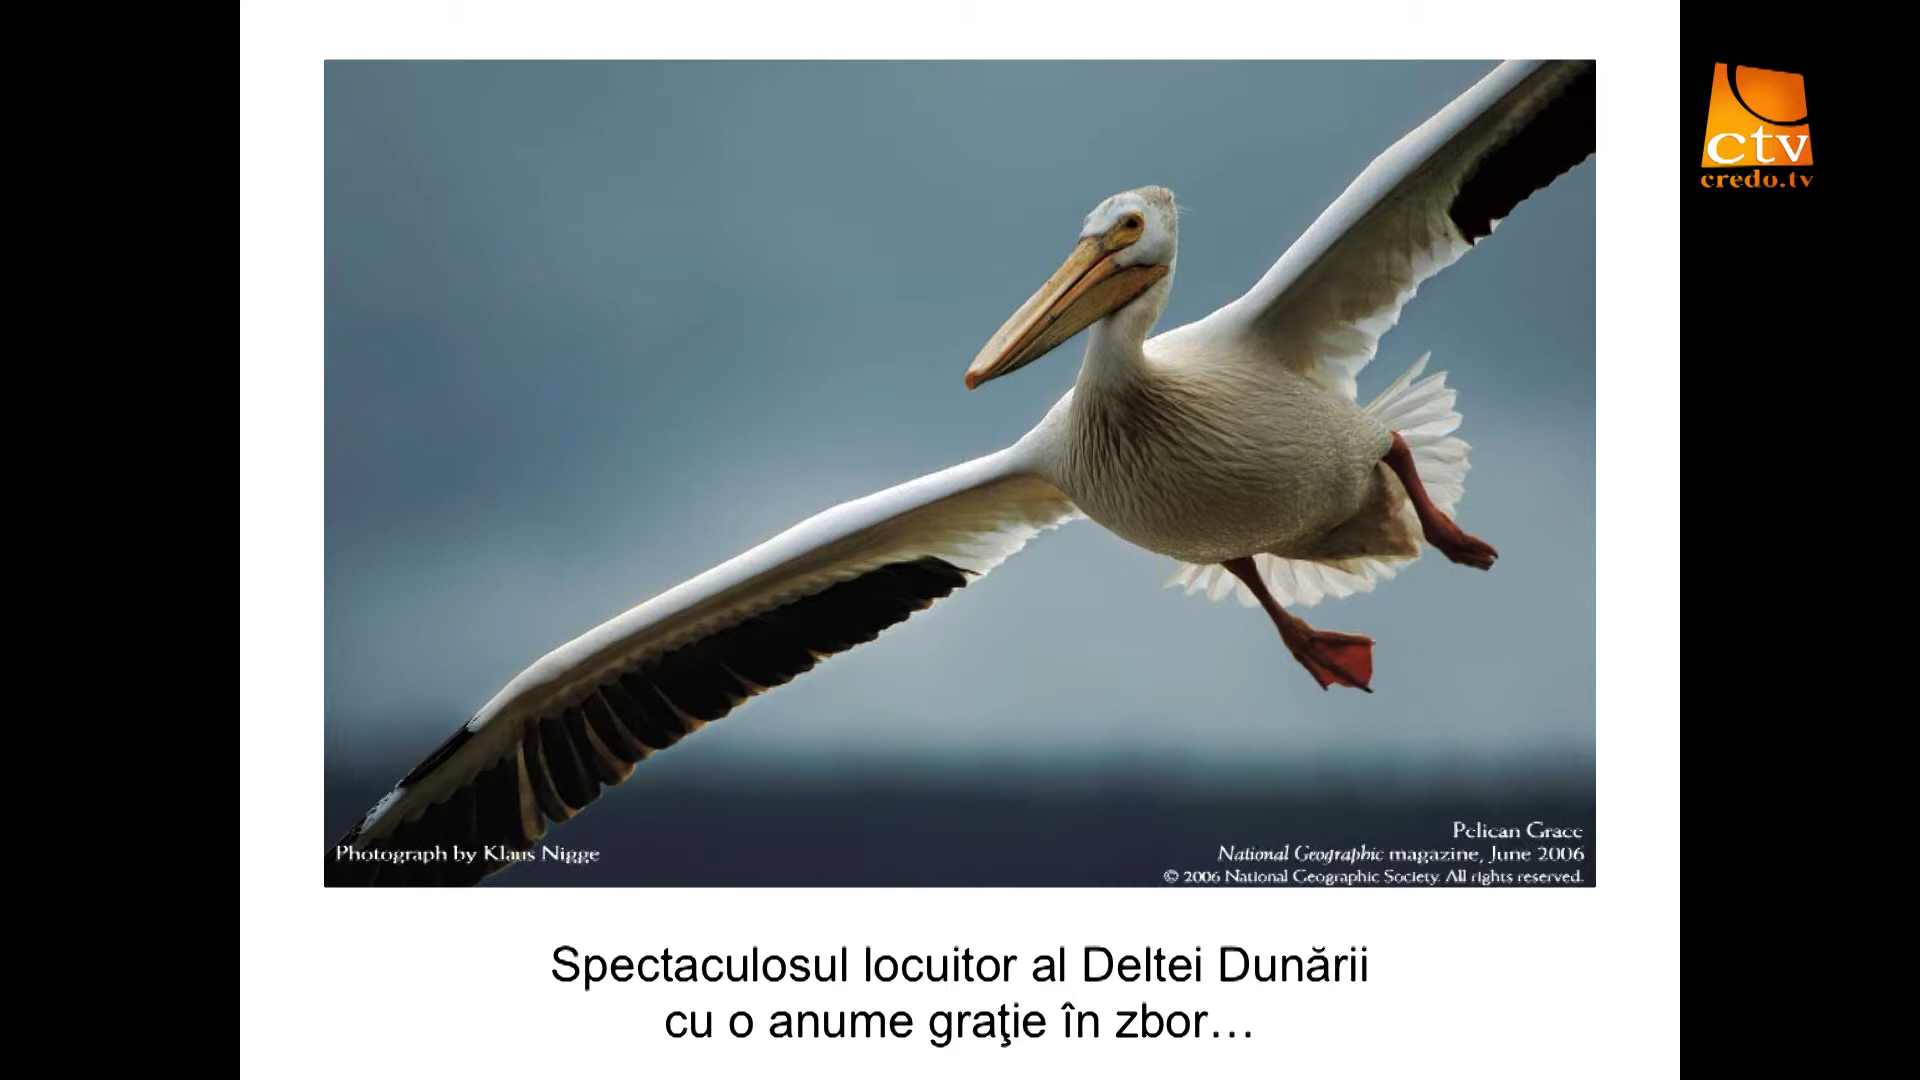 ctv
credo.tv
Photograph by Klaus Nigge
Pelican Grace
National Geographic magazine, June 2006
© 2006 National Geographic Society. All rights reserved.
Spectaculosul locuitor al Deltei Dunării
cu o anume graţie în zbor…